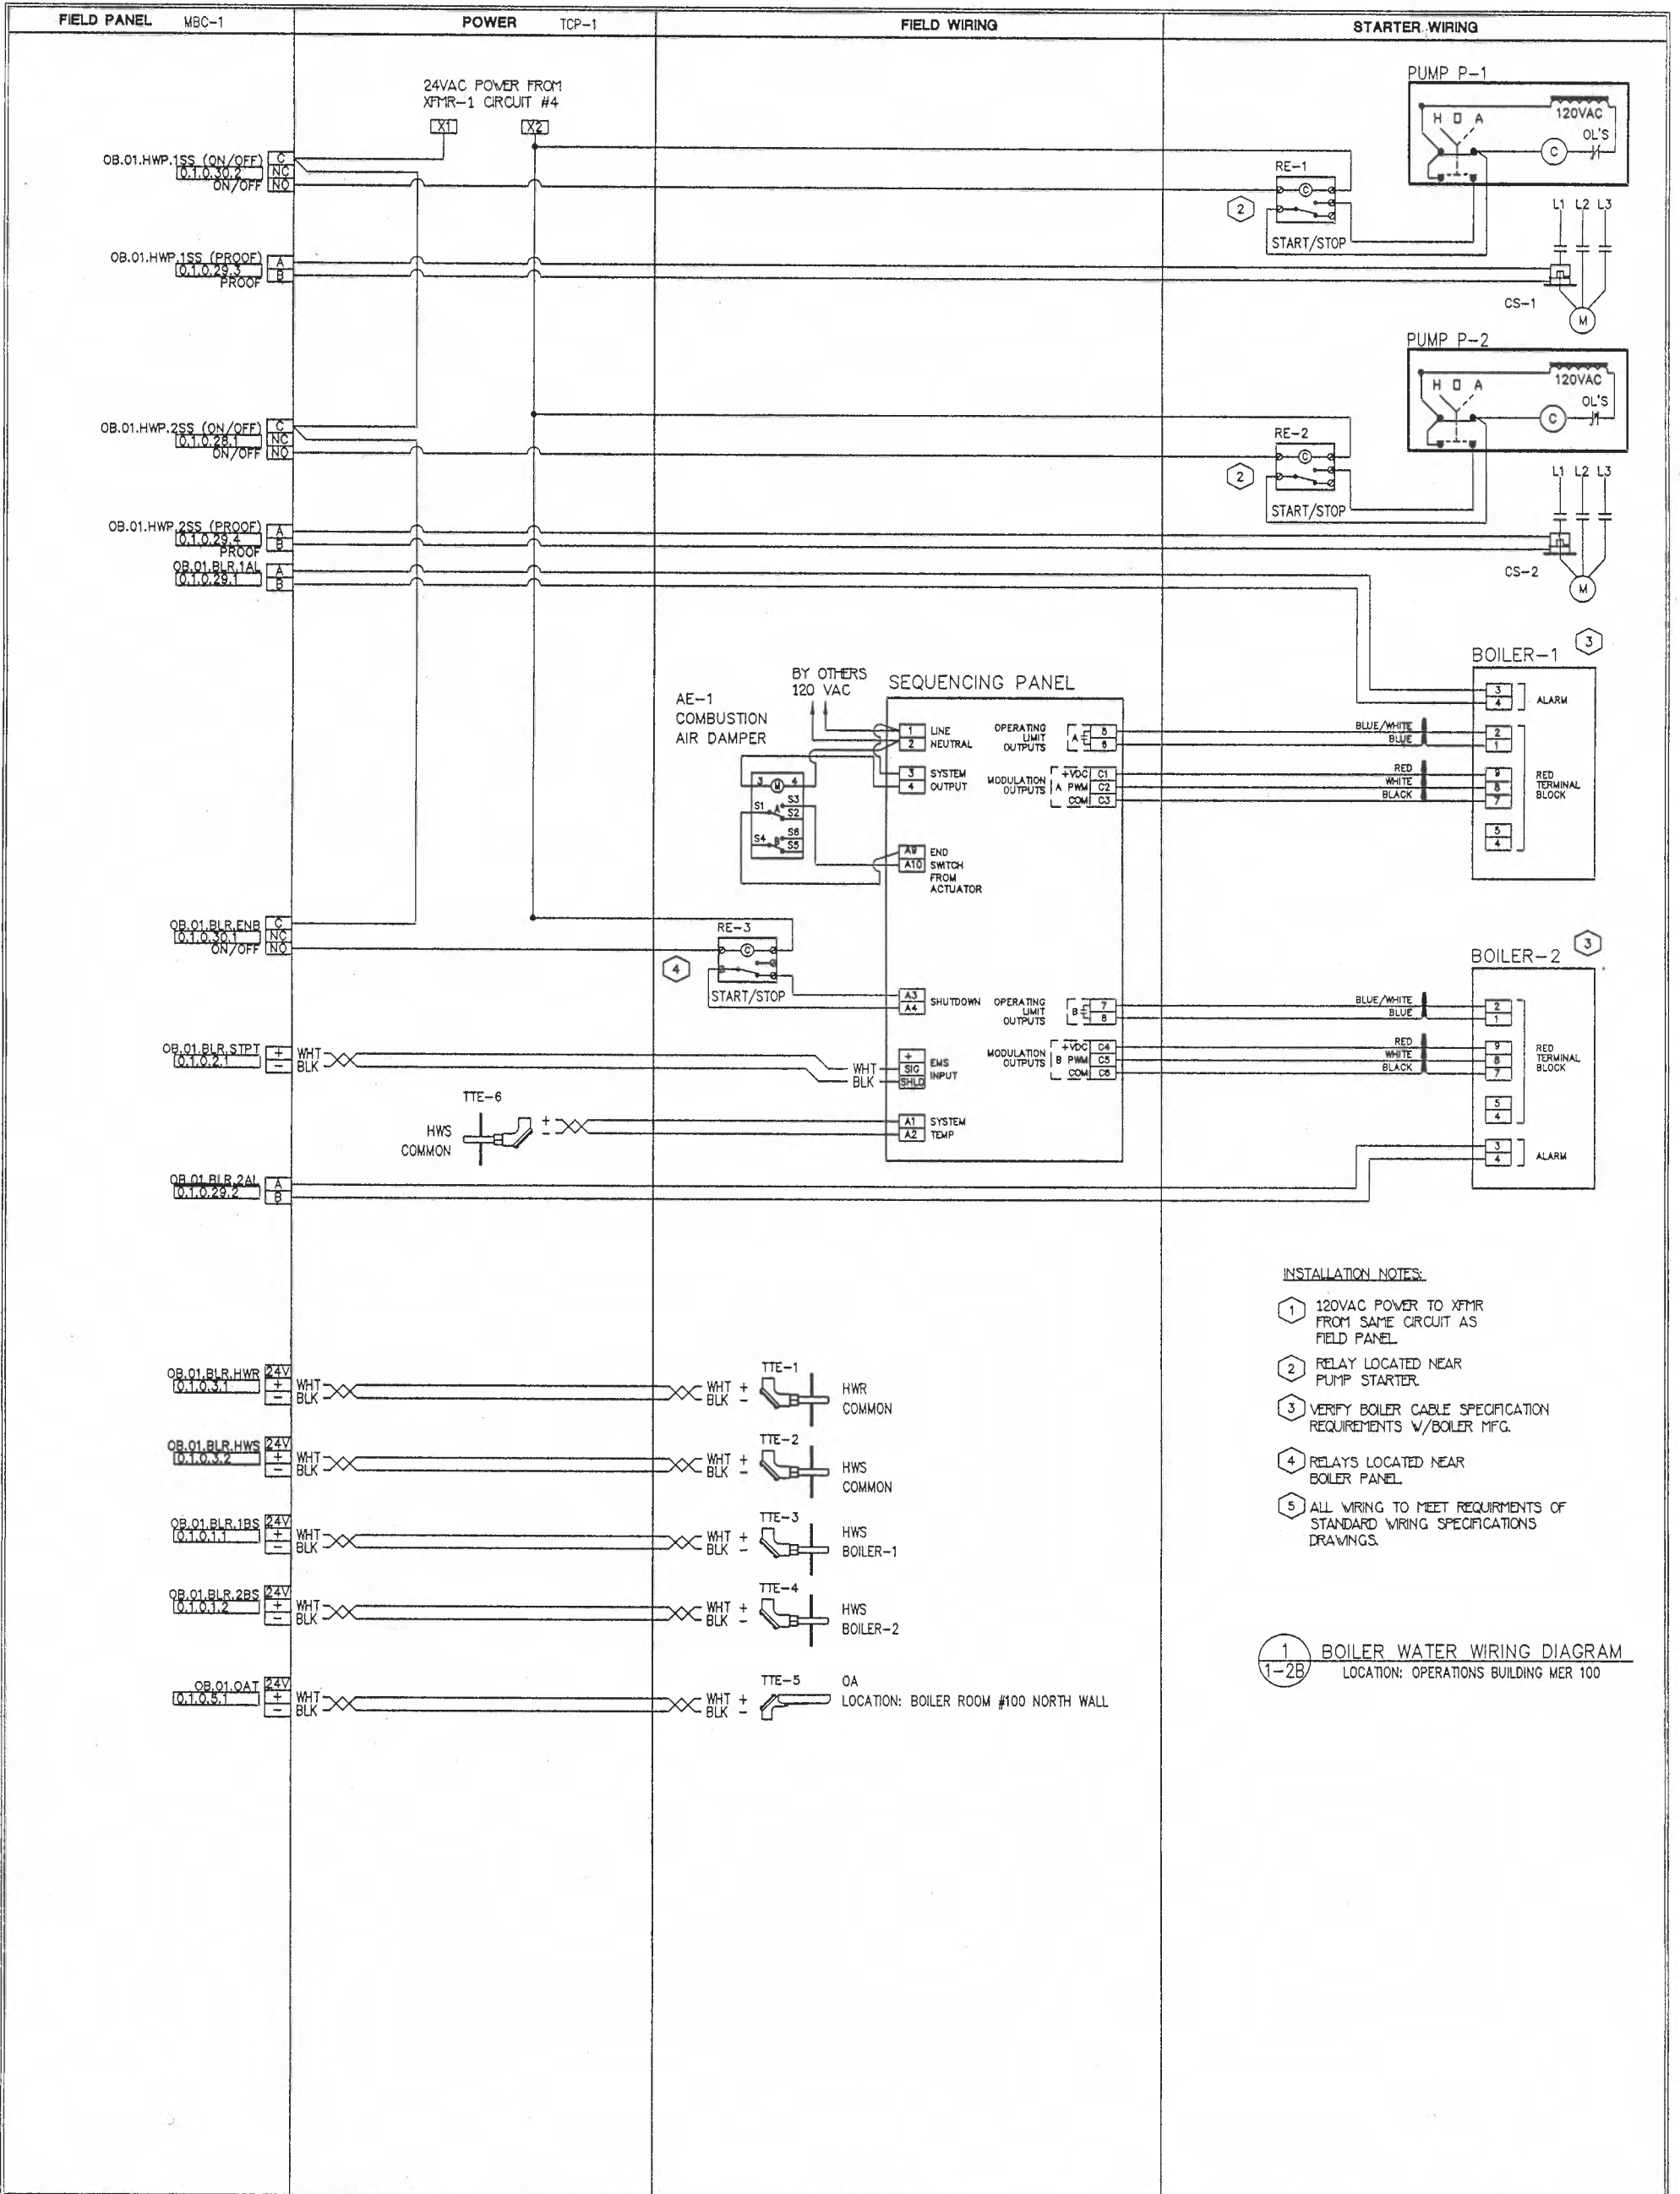 FIELD PANEL MBC-1
POWER TCP-1
FIELD WIRING
STARTER WIRING
24VAC POWER FROM
XFMR-1 CIRCUIT #4
X1
X2
OB.01.HWP.1SS (ON/OFF) C
0.1.0.30.2 NC
ON/OFF NO
2
RE-1
C
START/STOP
PUMP P-1
H O A
120VAC
OL'S
C
L1 L2 L3
OB.01.HWP.1SS (PROOF) A
0.1.0.29.3 B
PROOF
CS-1
M
OB.01.HWP.2SS (ON/OFF) C
0.1.0.28.1 NC
ON/OFF NO
2
RE-2
C
START/STOP
PUMP P-2
H O A
120VAC
OL'S
C
L1 L2 L3
OB.01.HWP.2SS (PROOF) A
0.1.0.29.4 B
PROOF
CS-2
M
OB.01.BLR.1AL A
0.1.0.29.1 B
AE-1
COMBUSTION
AIR DAMPER
3 M 4
S1 A S3
S2
S4 B S6
S5
BY OTHERS
120 VAC
SEQUENCING PANEL
1 LINE
2 NEUTRAL
3 SYSTEM
4 OUTPUT
A9 END
A10 SWITCH
FROM
ACTUATOR
OPERATING
LIMIT
OUTPUTS
A 5
6
MODULATION
OUTPUTS
+VDC C1
A PWM C2
COM C3
BLUE/WHITE
BLUE
RED
WHITE
BLACK
BOILER-1
3
3
4
ALARM
2
1
9
8
7
5
4
RED
TERMINAL
BLOCK
OB.01.BLR.ENB C
0.1.0.30.1 NC
ON/OFF NO
4
RE-3
C
START/STOP
A3 SHUTDOWN
A4
OPERATING
LIMIT
OUTPUTS
B 7
8
MODULATION
OUTPUTS
+VDC C4
B PWM C5
COM C6
BLUE/WHITE
BLUE
RED
WHITE
BLACK
BOILER-2
3
2
1
9
8
7
5
4
RED
TERMINAL
BLOCK
3
4
ALARM
OB.01.BLR.STPT +
0.1.0.2.1 -
WHT
BLK
WHT
BLK
+
SIG
SHLD
EMS
INPUT
TTE-6
HWS
COMMON
+
-
A1 SYSTEM
A2 TEMP
OB.01.BLR.2AL A
0.1.0.29.2 B
INSTALLATION NOTES:
1 120VAC POWER TO XFMR
FROM SAME CIRCUIT AS
FIELD PANEL
2 RELAY LOCATED NEAR
PUMP STARTER.
3 VERIFY BOILER CABLE SPECIFICATION
REQUIREMENTS W/BOILER MFG.
4 RELAYS LOCATED NEAR
BOILER PANEL
5 ALL WIRING TO MEET REQUIRMENTS OF
STANDARD WIRING SPECIFICATIONS
DRAWINGS.
OB.01.BLR.HWR 24V
0.1.0.3.1 + WHT
- BLK
TTE-1
WHT +
BLK -
HWR
COMMON
OB.01.BLR.HWS 24V
0.1.0.3.2 + WHT
- BLK
TTE-2
WHT +
BLK -
HWS
COMMON
OB.01.BLR.1BS 24V
0.1.0.1.1 + WHT
- BLK
TTE-3
WHT +
BLK -
HWS
BOILER-1
OB.01.BLR.2BS 24V
0.1.0.1.2 + WHT
- BLK
TTE-4
WHT +
BLK -
HWS
BOILER-2
OB.01.OAT 24V
0.1.0.5.1 + WHT
- BLK
TTE-5
WHT +
BLK -
OA
LOCATION: BOILER ROOM #100 NORTH WALL
1
1-2B
BOILER WATER WIRING DIAGRAM
LOCATION: OPERATIONS BUILDING MER 100